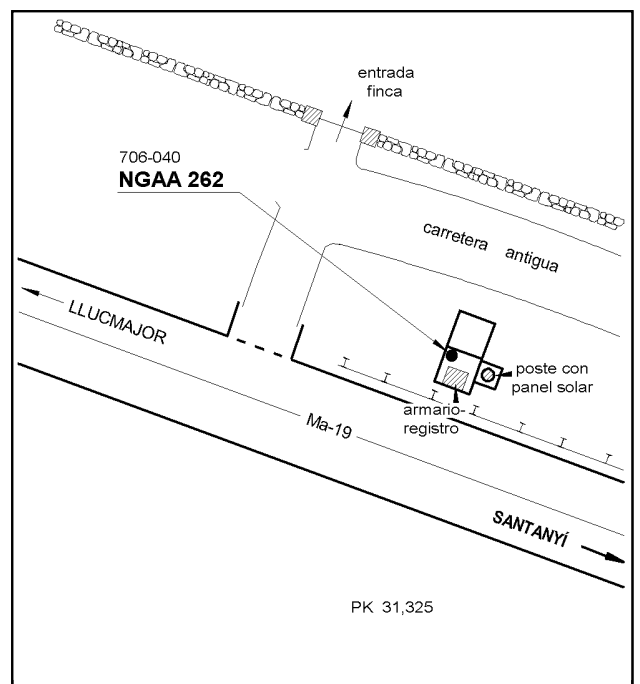 entrada
finca
706-040
NGAA 262
carretera antigua
LLUCMAJOR
poste con
panel solar
armario-
registro
Ma-19
SANTANYÍ
PK 31,325